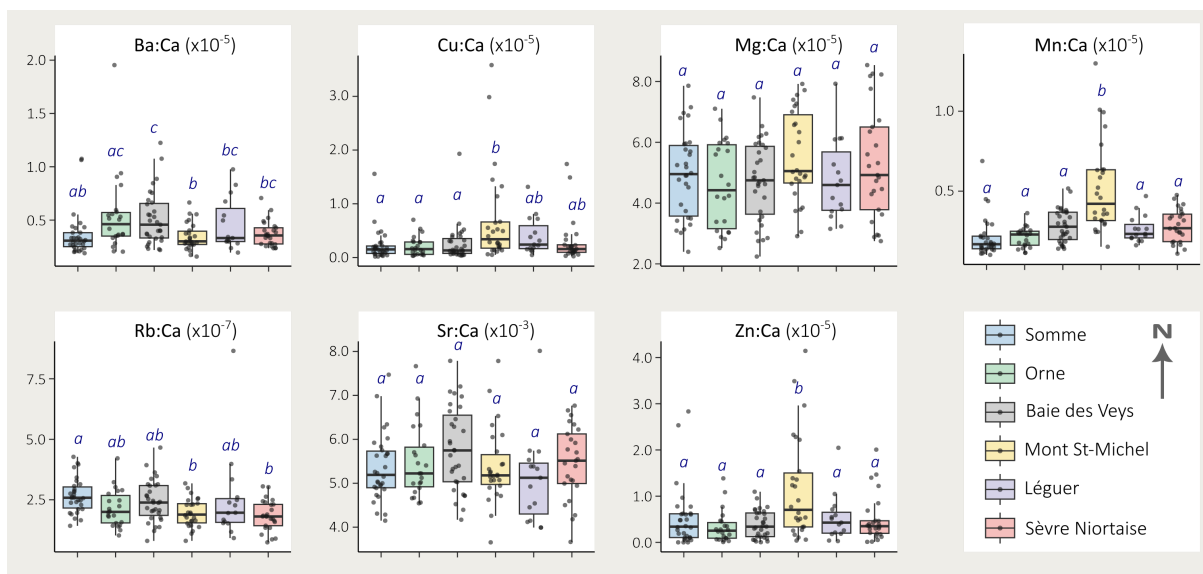 Ba:Ca (x10⁻⁵)
2.0
1.5
1.0
0.5
ab
ac
c
b
bc
bc
Cu:Ca (x10⁻⁵)
3.0
2.0
1.0
0.0
a
a
a
b
ab
ab
Mg:Ca (x10⁻⁵)
8.0
6.0
4.0
2.0
a
a
a
a
a
a
Mn:Ca (x10⁻⁵)
1.0
0.5
a
a
a
b
a
a
Rb:Ca (x10⁻⁷)
7.5
5.0
2.5
a
ab
ab
b
ab
b
Sr:Ca (x10⁻³)
8.0
7.0
6.0
5.0
4.0
a
a
a
a
a
a
Zn:Ca (x10⁻⁵)
4.0
3.0
2.0
1.0
0.0
a
a
a
b
a
a
Somme
Orne
Baie des Veys
Mont St-Michel
Léguer
Sèvre Niortaise
N